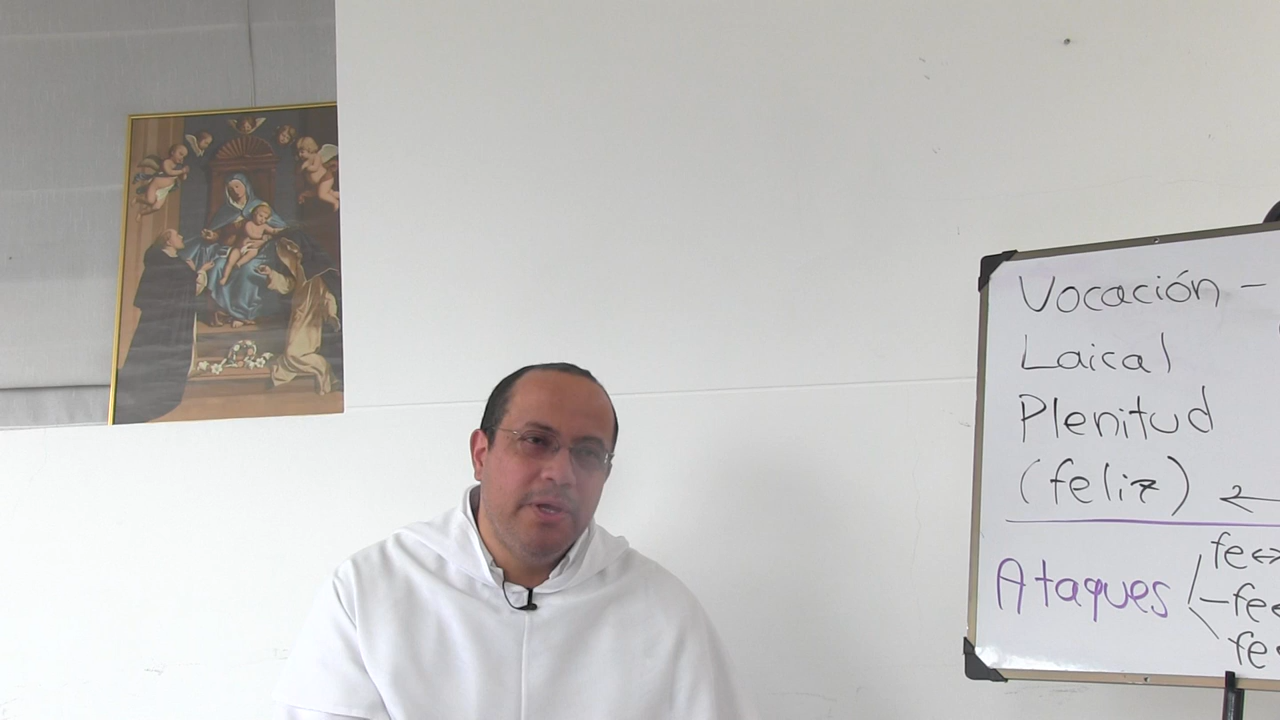 Vocación -
Laical
Plenitud
(feliz) ←
Ataques
fe ↔
- fe
fe